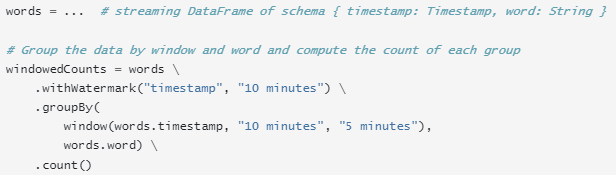 words = ...  # streaming DataFrame of schema { timestamp: Timestamp, word: String }

# Group the data by window and word and compute the count of each group
windowedCounts = words \
    .withWatermark("timestamp", "10 minutes") \
    .groupBy(
        window(words.timestamp, "10 minutes", "5 minutes"),
        words.word) \
    .count()